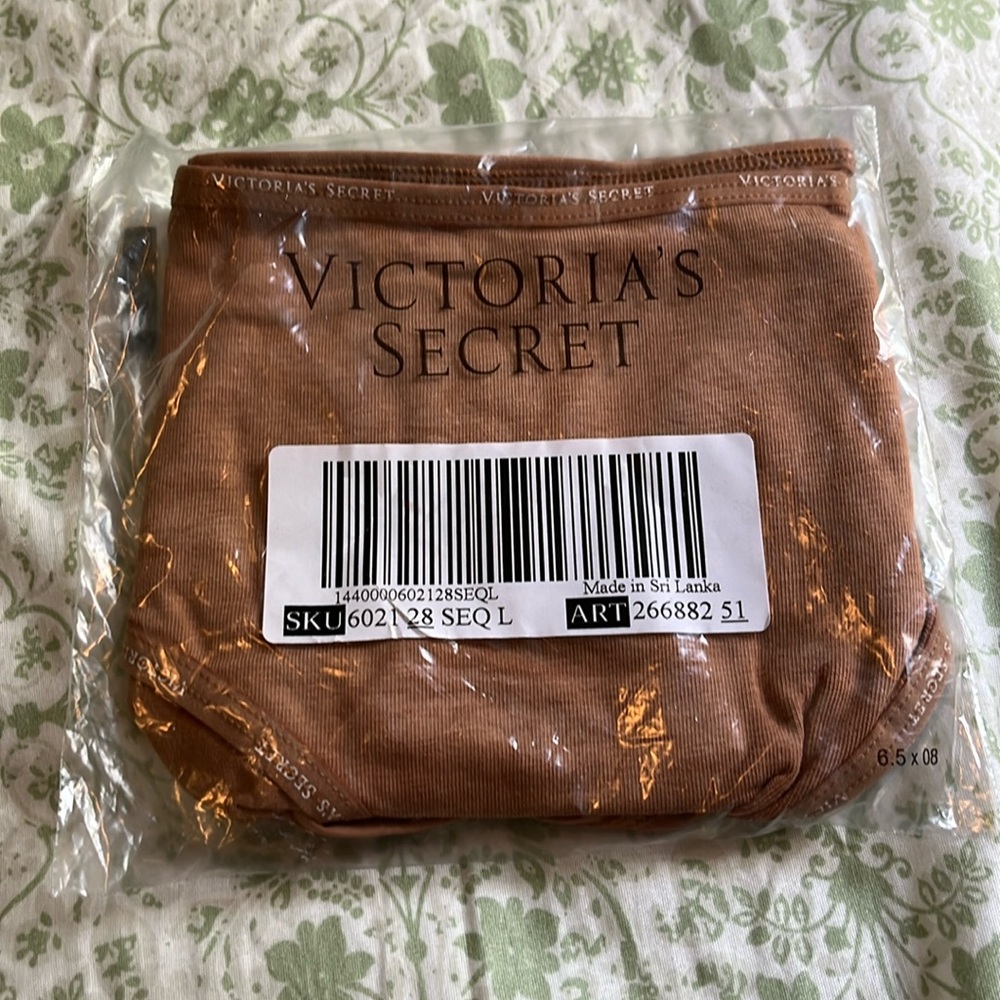 VICTORIA'S SECRET VICTORIA'S SECRET VICTORIA'S
VICTORIA'S
SECRET
1440000602128SEQL Made in Sri Lanka
SKU 6021 28 SEQ L ART 266882 51
6.5 x 08
'S SECRET